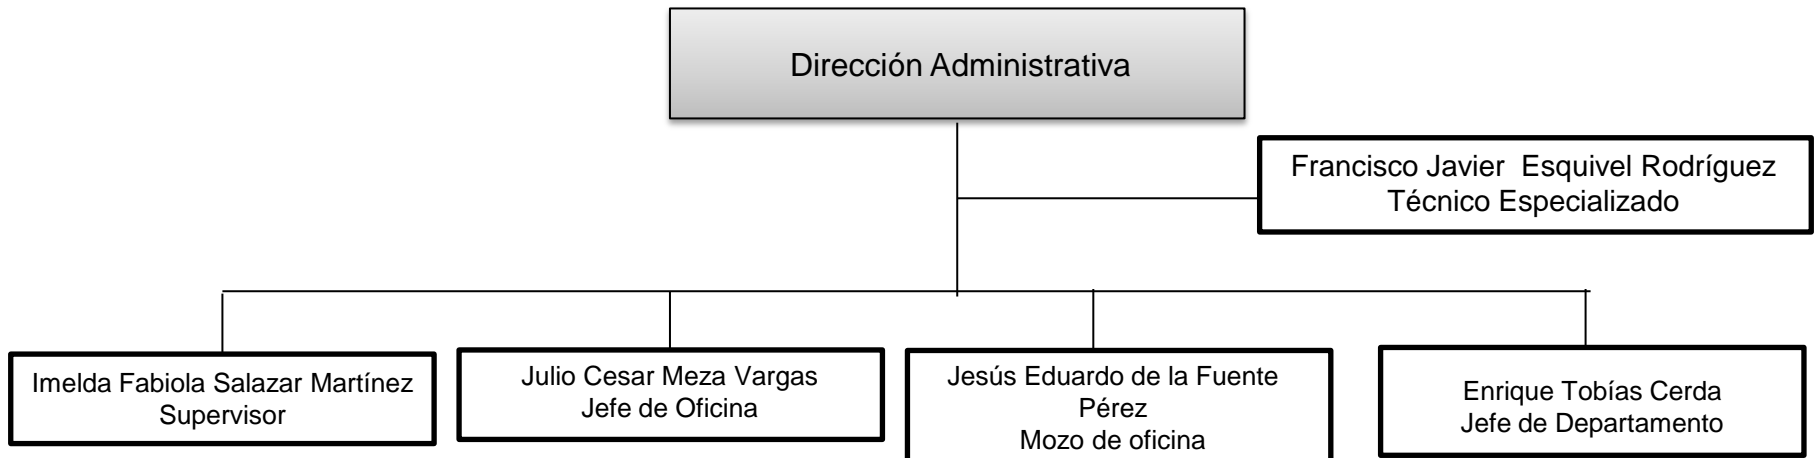 Dirección Administrativa
Francisco Javier  Esquivel Rodríguez
Técnico Especializado
Imelda Fabiola Salazar Martínez
Supervisor
Julio Cesar Meza Vargas
Jefe de Oficina
Jesús Eduardo de la Fuente
Pérez
Mozo de oficina
Enrique Tobías Cerda
Jefe de Departamento